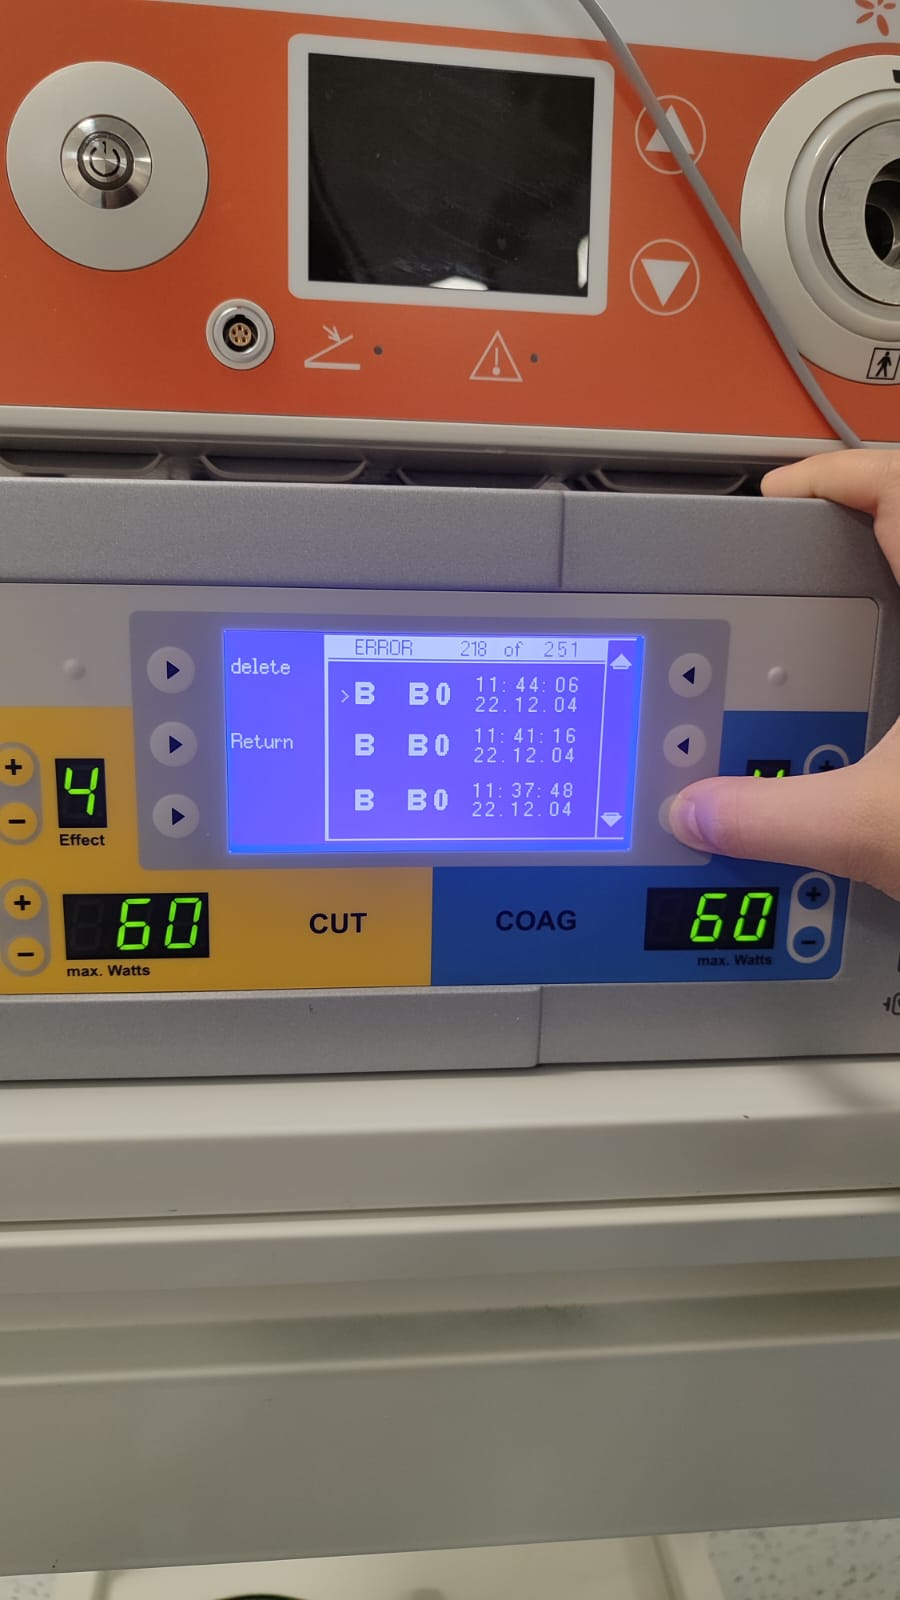 ERROR 218 of 251
delete
>B B0 11:44:06
22.12.04
Return
B B0 11:41:16
22.12.04
B B0 11:37:48
22.12.04
+
-
4
Effect
+
-
60
max. Watts
CUT
COAG
60
max. Watts
+
-